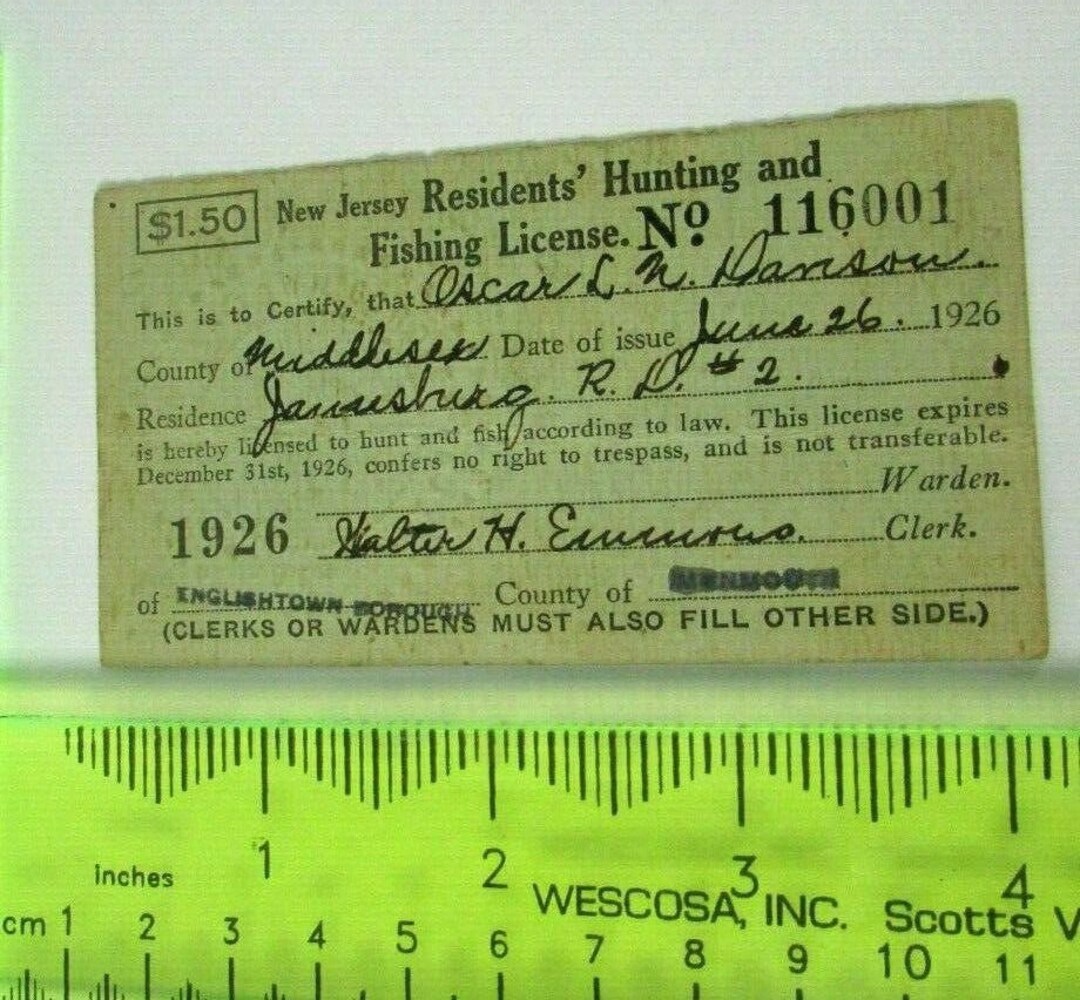 $1.50 New Jersey Residents' Hunting and
Fishing License. No 116001
This is to Certify, that Oscar L. N. Danson.
County of Middlesex Date of issue June 26. 1926
Residence Jamesburg. R. D. #2.
is hereby licensed to hunt and fish according to law. This license expires
December 31st, 1926, confers no right to trespass, and is not transferable.
Warden.
1926 Walter H. Emmons. Clerk.
of ENGLISHTOWN BOROUGH County of MONMOUTH
(CLERKS OR WARDENS MUST ALSO FILL OTHER SIDE.)
1 2 3 4
inches
WESCOSA, INC. Scotts V
cm 1 2 3 4 5 6 7 8 9 10 11